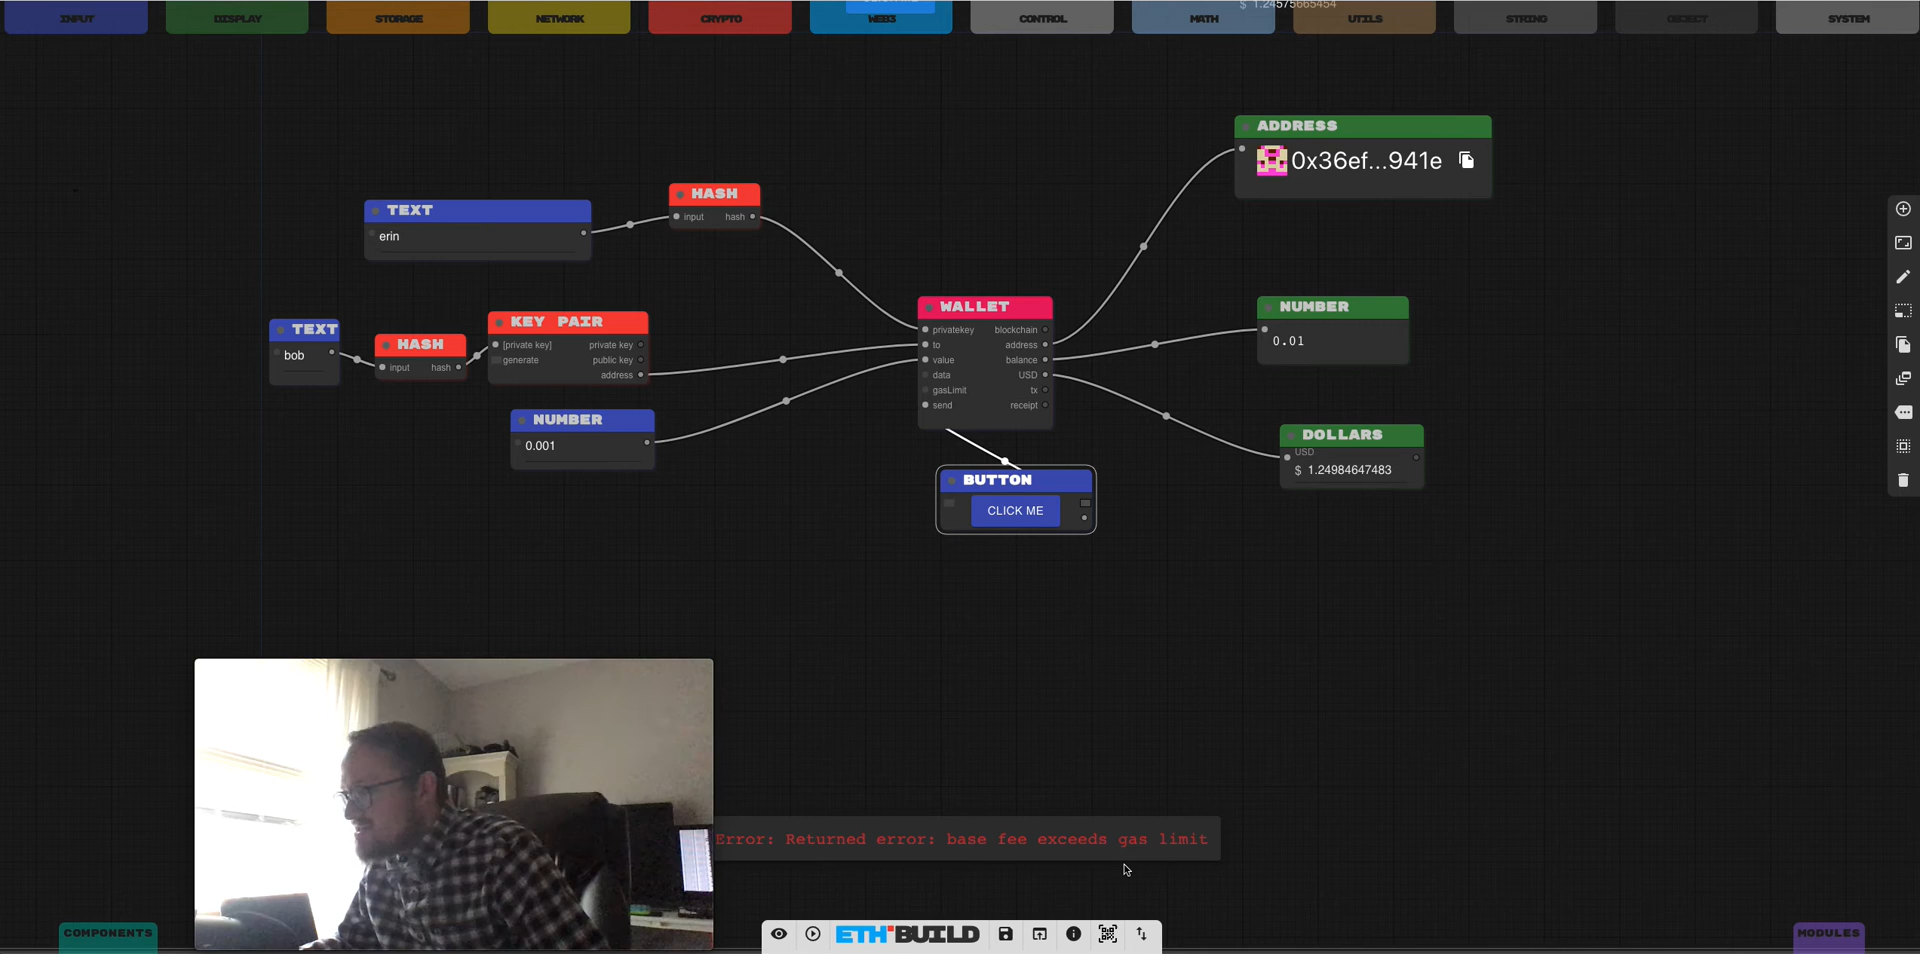 INPUT
DISPLAY
STORAGE
NETWORK
CRYPTO
WEB3
CONTROL
MATH
$ 1.24575665454
UTILS
STRING
OBJECT
SYSTEM
ADDRESS
0x36ef...941e
HASH
input hash
TEXT
erin
TEXT
bob
HASH
input hash
KEY PAIR
[private key] private key
generate public key
address
NUMBER
0.001
WALLET
privatekey blockchain
to address
value balance
data USD
gasLimit tx
send receipt
BUTTON
CLICK ME
NUMBER
0.01
DOLLARS
USD
$ 1.24984647483
Error: Returned error: base fee exceeds gas limit
COMPONENTS
ETH BUILD
MODULES